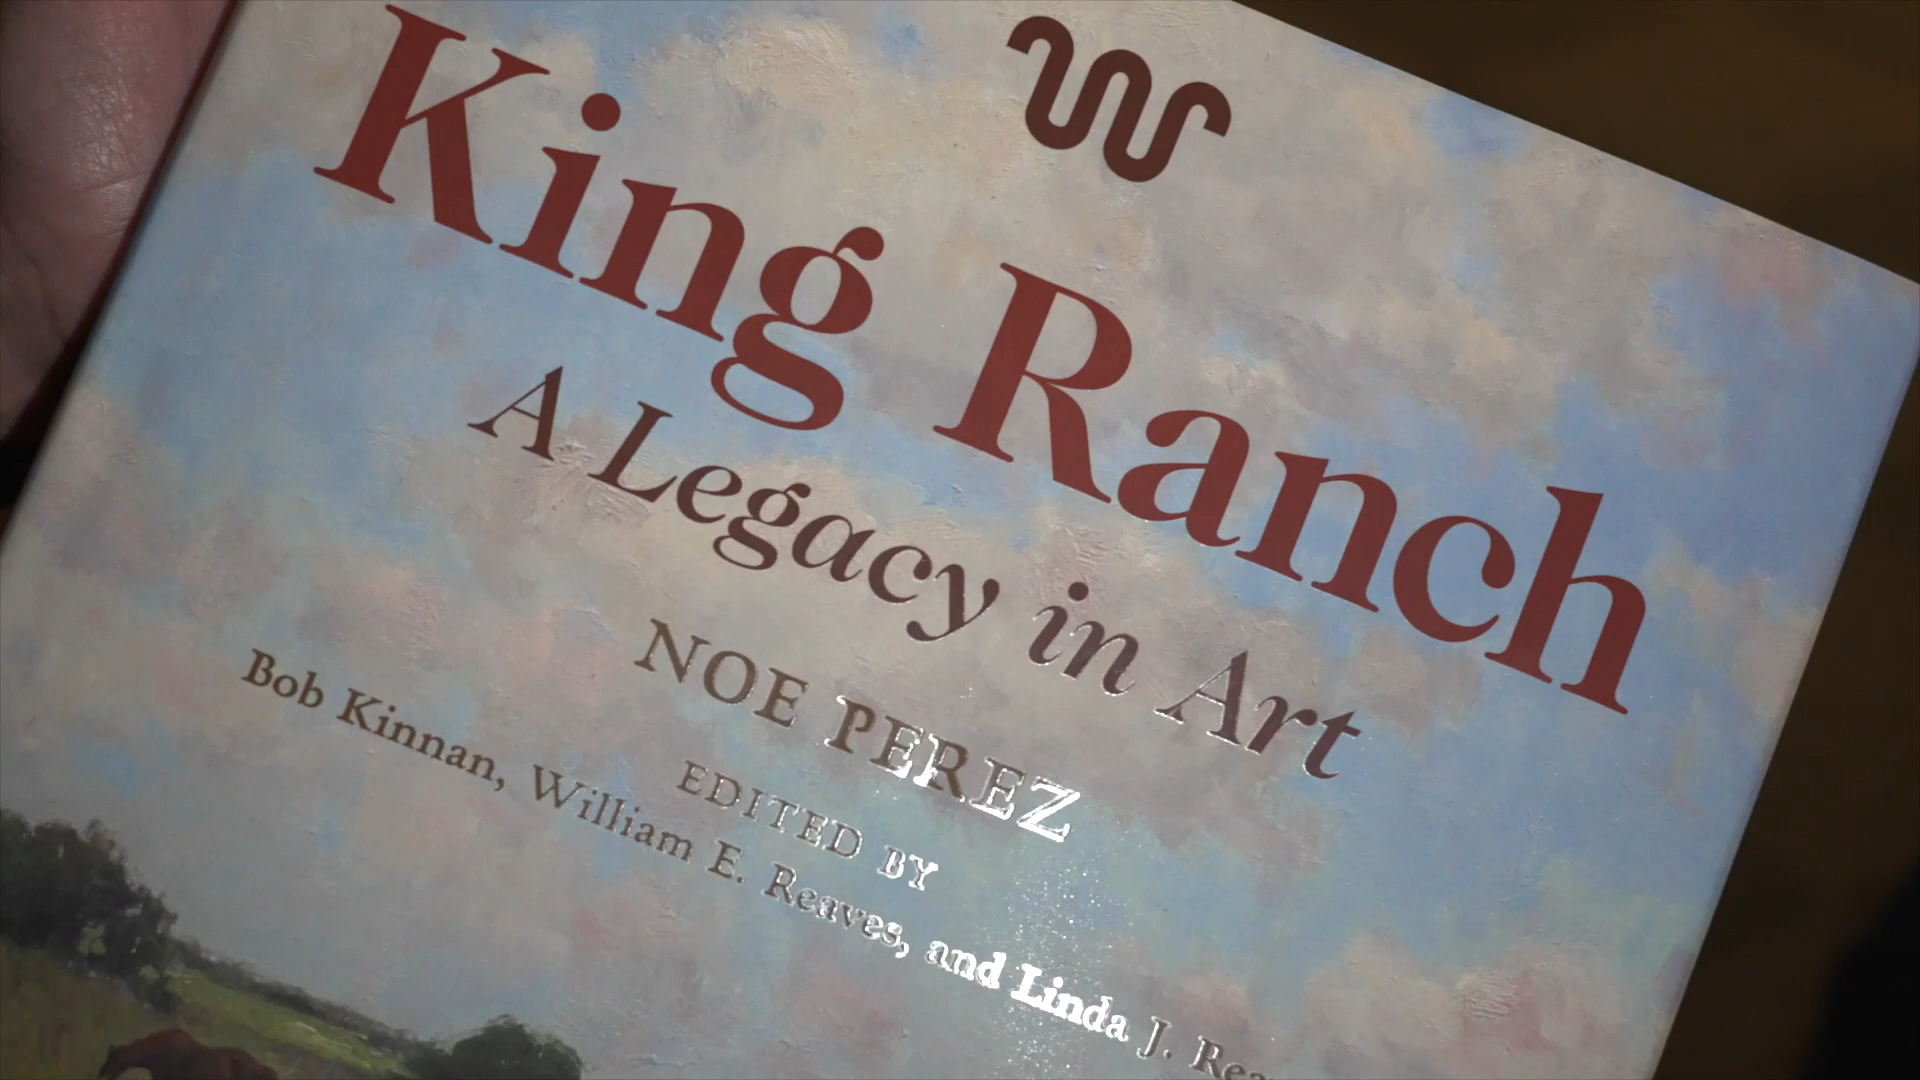 King Ranch
A Legacy in Art
NOE PEREZ
EDITED BY
Bob Kinnan, William E. Reaves, and Linda J.